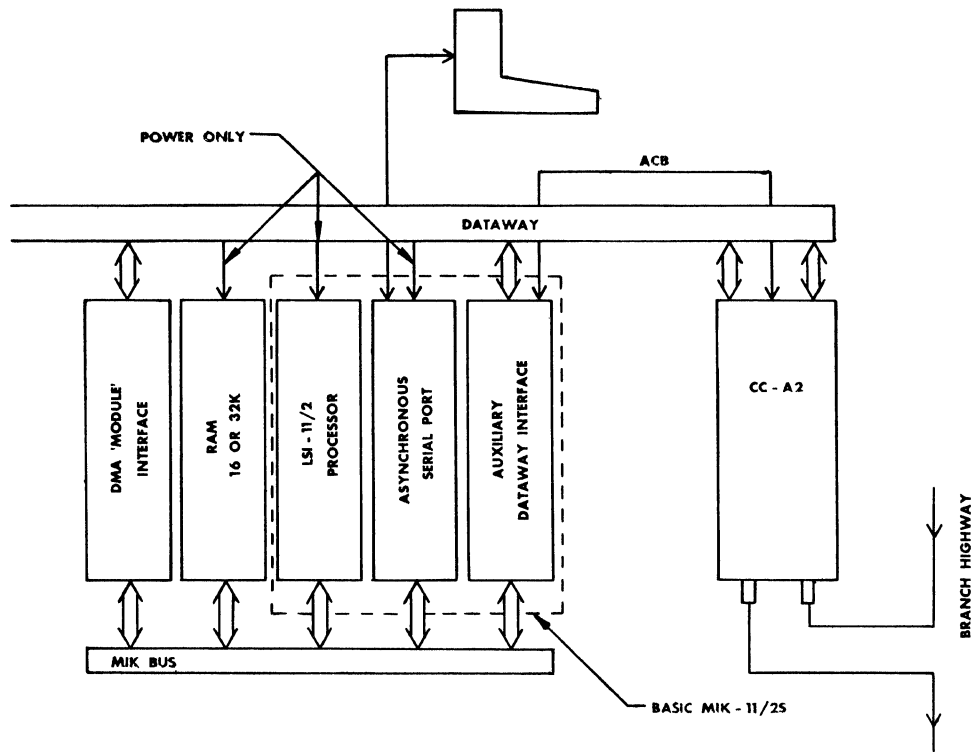 POWER ONLY
ACB
DATAWAY
DMA 'MODULE'
INTERFACE
RAM
16 OR 32K
LSI - 11/2
PROCESSOR
ASYNCHRONOUS
SERIAL PORT
AUXILIARY
DATAWAY INTERFACE
CC - A2
BRANCH HIGHWAY
MIK BUS
BASIC MIK - 11/2S